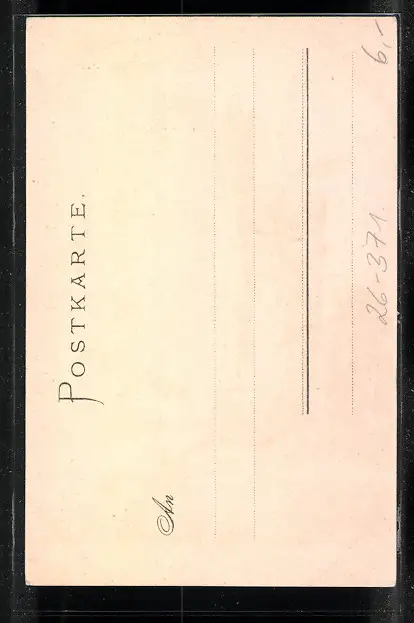 POSTKARTE.
An
26-371.
6,-